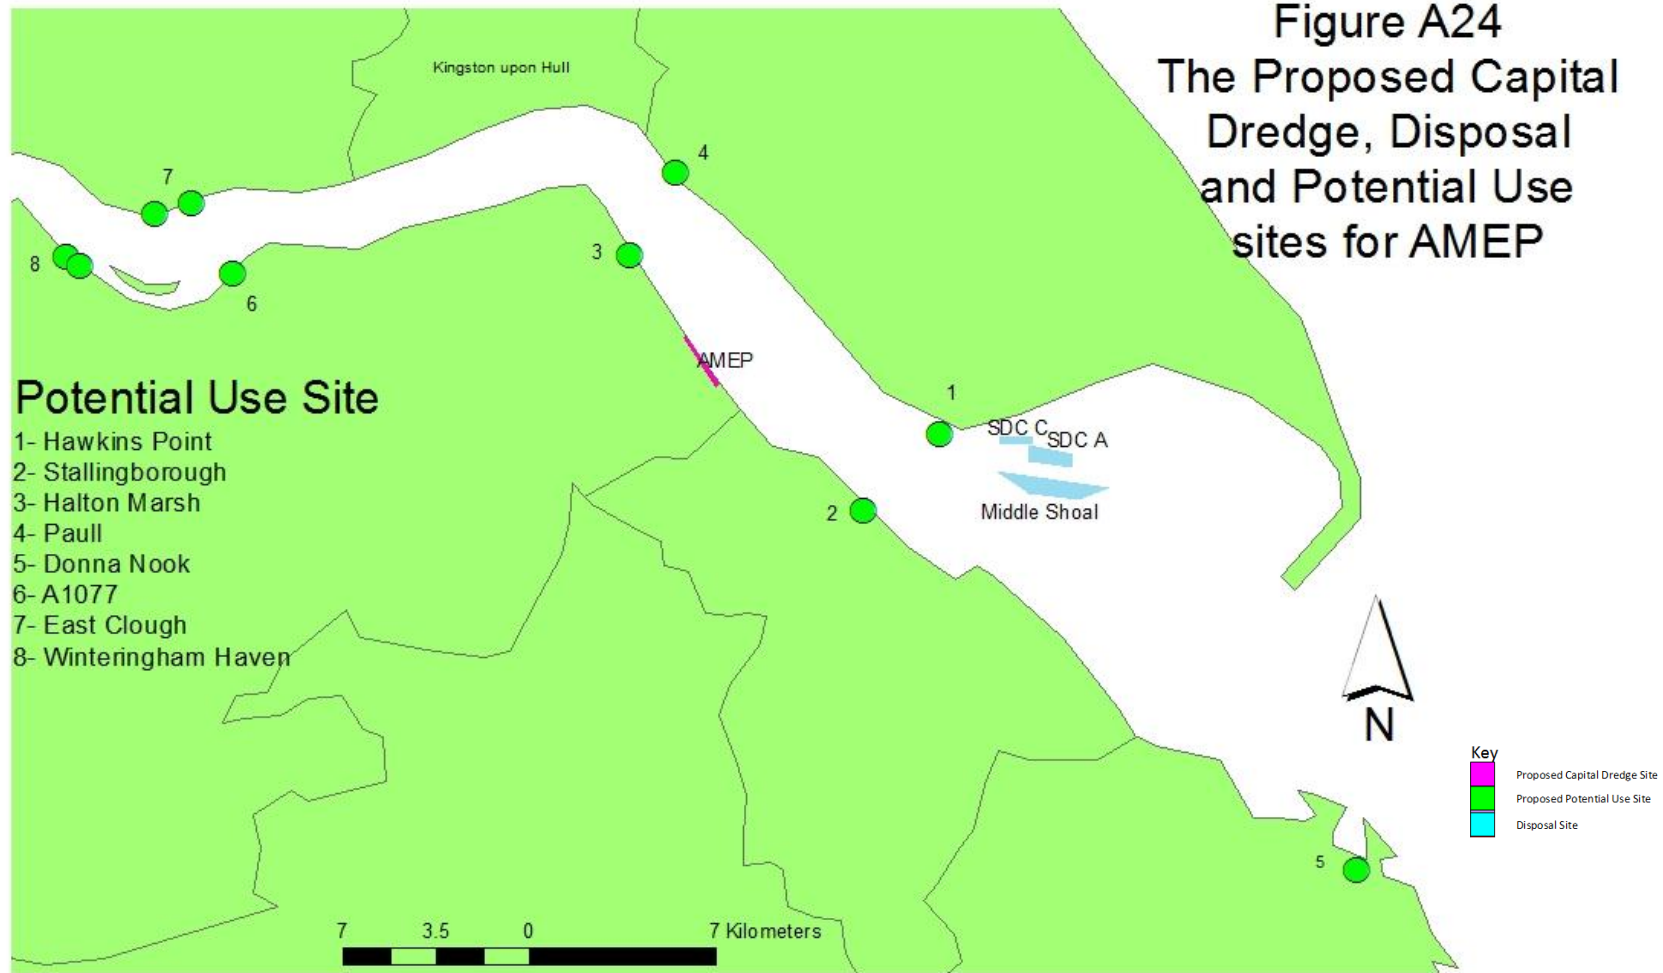 Figure A24
The Proposed Capital
Dredge, Disposal
and Potential Use
sites for AMEP
Kingston upon Hull
4
7
3
8
6
AMEP
1
SDC C
SDC A
Middle Shoal
2
Potential Use Site
1- Hawkins Point
2- Stallingborough
3- Halton Marsh
4- Paull
5- Donna Nook
6- A1077
7- East Clough
8- Winteringham Haven
N
Key
Proposed Capital Dredge Site
Proposed Potential Use Site
Disposal Site
5
7 3.5 0 7 Kilometers